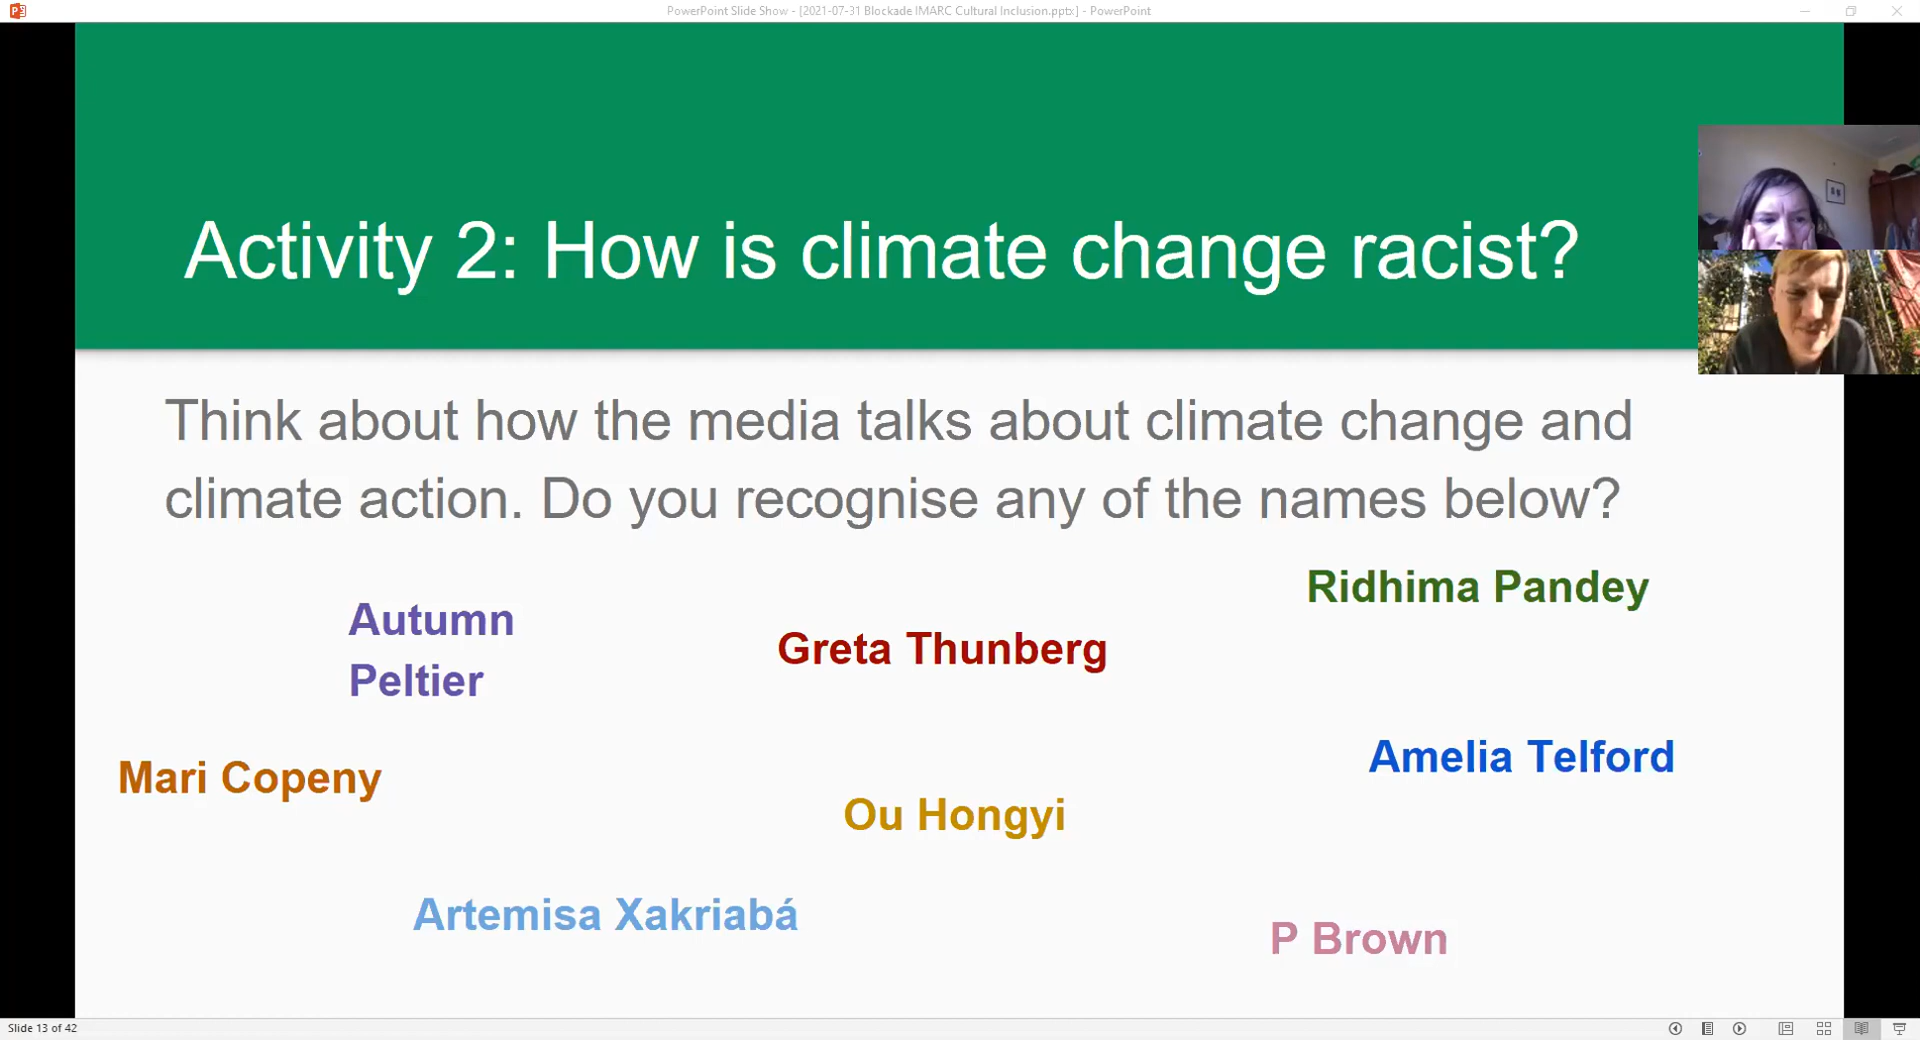 PowerPoint Slide Show - [2021-07-31 Blockade IMARC Cultural Inclusion.pptx] - PowerPoint
Activity 2: How is climate change racist?
Think about how the media talks about climate change and
climate action. Do you recognise any of the names below?
Ridhima Pandey
Autumn
Peltier
Greta Thunberg
Amelia Telford
Mari Copeny
Ou Hongyi
Artemisa Xakriabá
P Brown
Slide 13 of 42